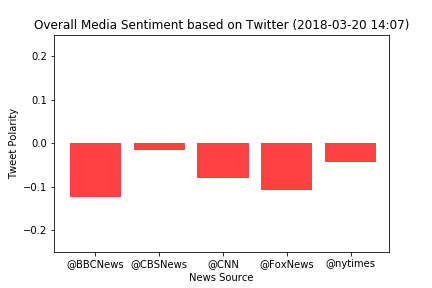 Overall Media Sentiment based on Twitter (2018-03-20 14:07)
0.2
0.1
0.0
−0.1
−0.2
Tweet Polarity
@BBCNews @CBSNews @CNN @FoxNews @nytimes
News Source